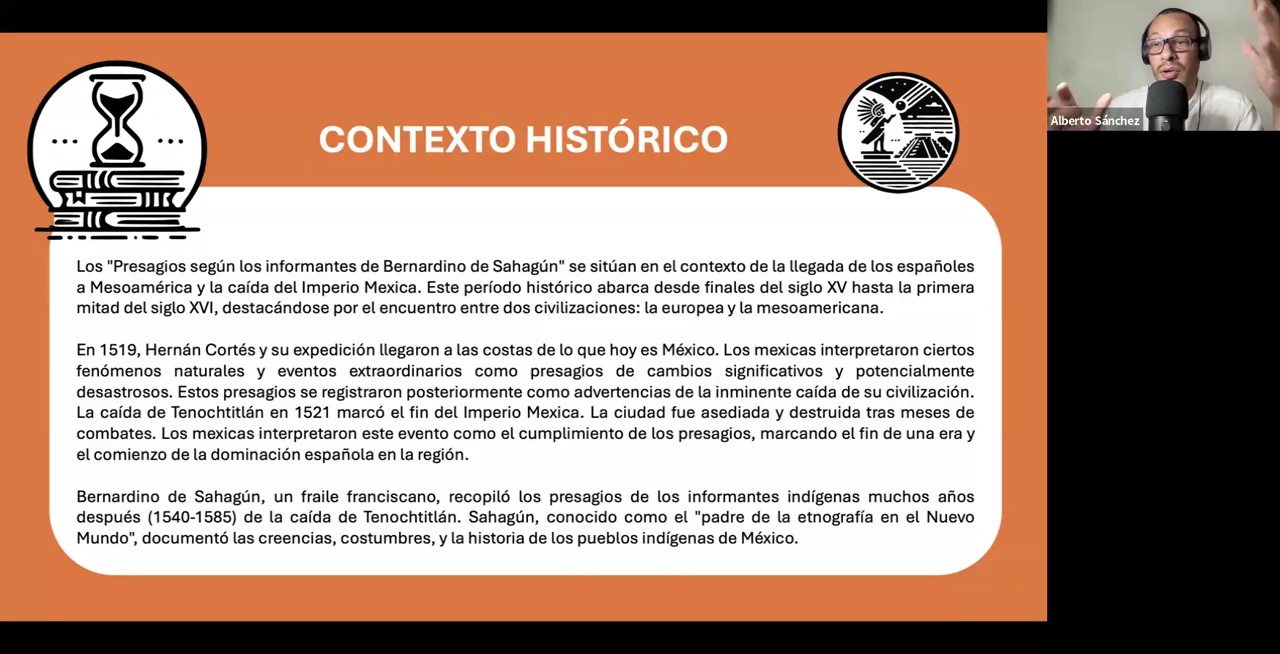 CONTEXTO HISTÓRICO
Alberto Sánchez
Los "Presagios según los informantes de Bernardino de Sahagún" se sitúan en el contexto de la llegada de los españoles
a Mesoamérica y la caída del Imperio Mexica. Este período histórico abarca desde finales del siglo XV hasta la primera
mitad del siglo XVI, destacándose por el encuentro entre dos civilizaciones: la europea y la mesoamericana.
En 1519, Hernán Cortés y su expedición llegaron a las costas de lo que hoy es México. Los mexicas interpretaron ciertos
fenómenos naturales y eventos extraordinarios como presagios de cambios significativos y potencialmente
desastrosos. Estos presagios se registraron posteriormente como advertencias de la inminente caída de su civilización.
La caída de Tenochtitlán en 1521 marcó el fin del Imperio Mexica. La ciudad fue asediada y destruida tras meses de
combates. Los mexicas interpretaron este evento como el cumplimiento de los presagios, marcando el fin de una era y
el comienzo de la dominación española en la región.
Bernardino de Sahagún, un fraile franciscano, recopiló los presagios de los informantes indígenas muchos años
después (1540-1585) de la caída de Tenochtitlán. Sahagún, conocido como el "padre de la etnografía en el Nuevo
Mundo", documentó las creencias, costumbres, y la historia de los pueblos indígenas de México.